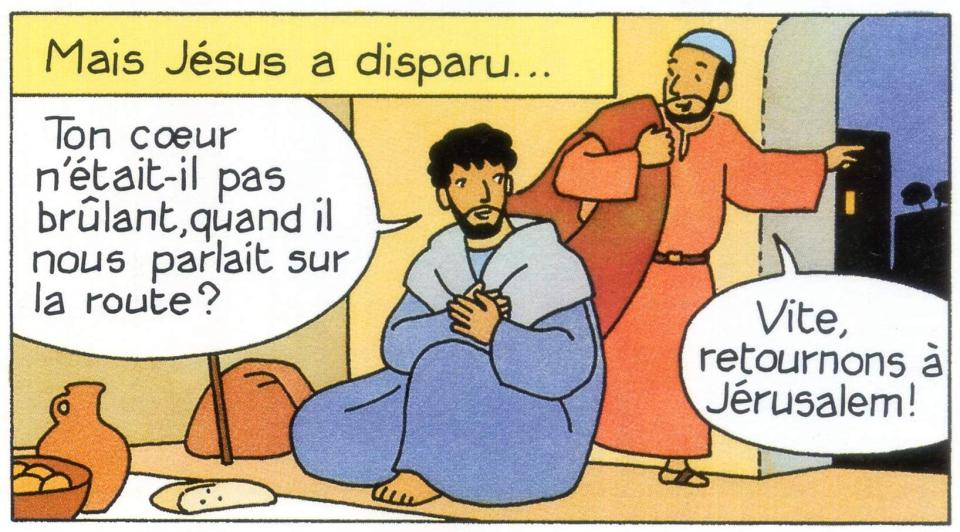 Mais Jésus a disparu...
Ton cœur
n'était-il pas
brûlant,quand il
nous parlait sur
la route?
Vite,
retournons à
Jérusalem!